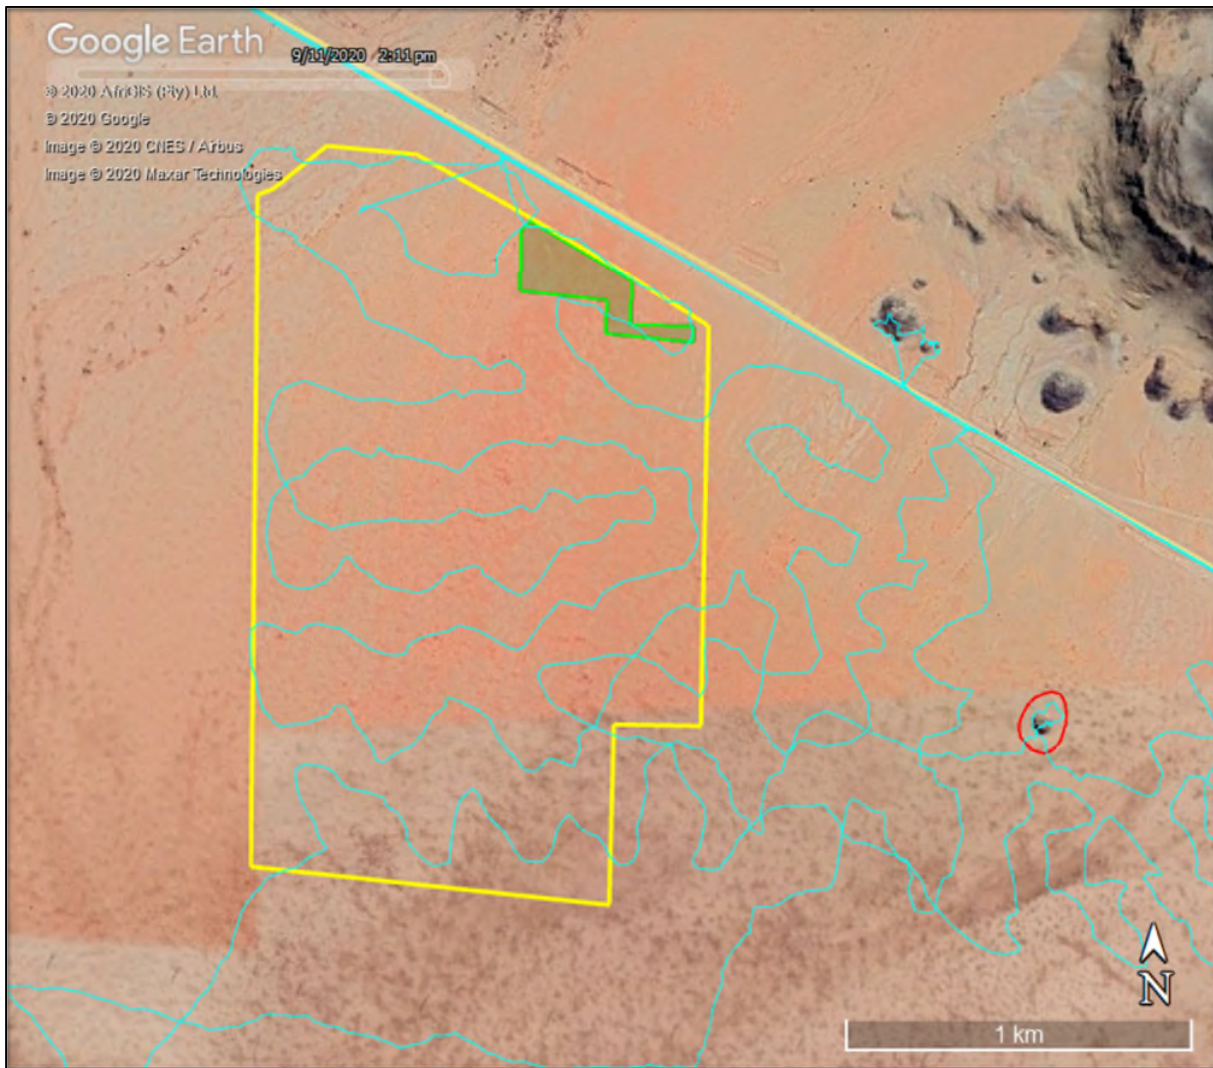 Google Earth
9/11/2020 2:11 pm
© 2020 AfriGIS (Pty) Ltd.
© 2020 Google
Image © 2020 CNES / Airbus
Image © 2020 Maxar Technologies
N
1 km